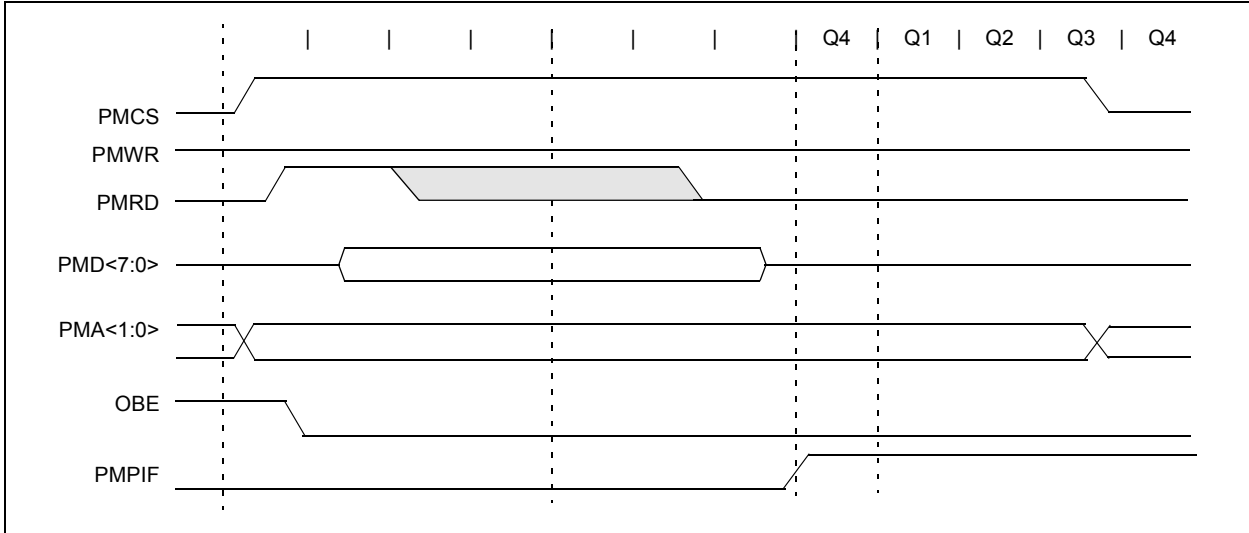 | | | | | | | Q4 | Q1 | Q2 | Q3 | Q4
PMCS
PMWR
PMRD
PMD<7:0>
PMA<1:0>
OBE
PMPIF